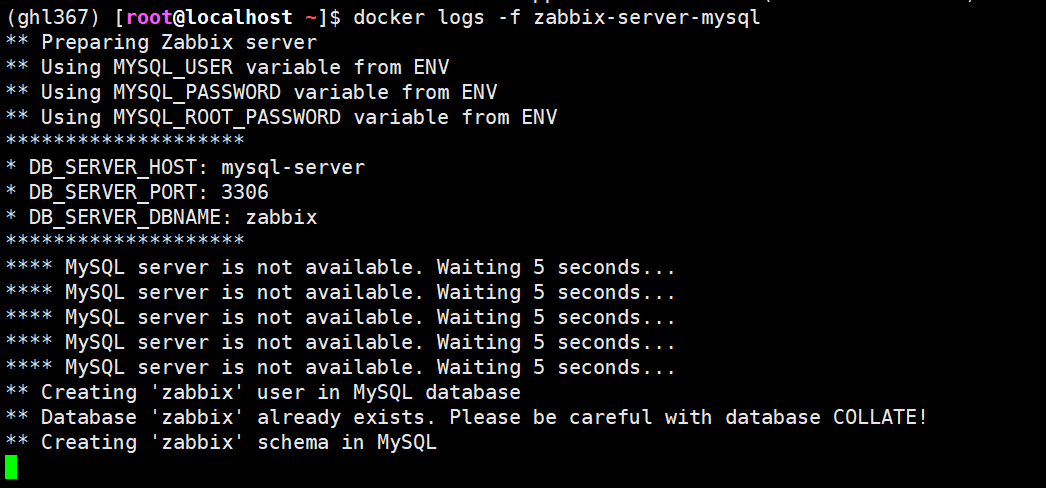 (ghl367) [root@localhost ~]$ docker logs -f zabbix-server-mysql
** Preparing Zabbix server
** Using MYSQL_USER variable from ENV
** Using MYSQL_PASSWORD variable from ENV
** Using MYSQL_ROOT_PASSWORD variable from ENV
********************
* DB_SERVER_HOST: mysql-server
* DB_SERVER_PORT: 3306
* DB_SERVER_DBNAME: zabbix
********************
**** MySQL server is not available. Waiting 5 seconds...
**** MySQL server is not available. Waiting 5 seconds...
**** MySQL server is not available. Waiting 5 seconds...
**** MySQL server is not available. Waiting 5 seconds...
**** MySQL server is not available. Waiting 5 seconds...
** Creating 'zabbix' user in MySQL database
** Database 'zabbix' already exists. Please be careful with database COLLATE!
** Creating 'zabbix' schema in MySQL